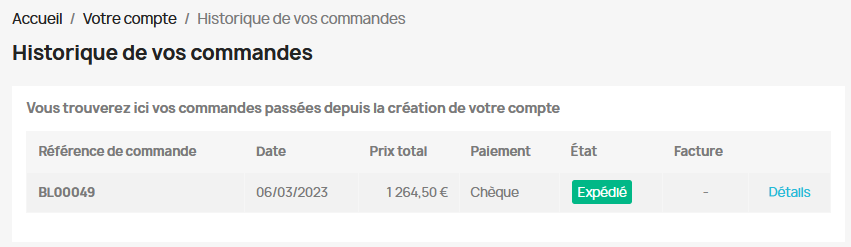 Accueil / Votre compte / Historique de vos commandes
Historique de vos commandes
Vous trouverez ici vos commandes passées depuis la création de votre compte
Référence de commande Date Prix total Paiement État Facture
BL00049 06/03/2023 1 264,50 € Chèque Expédié - Détails